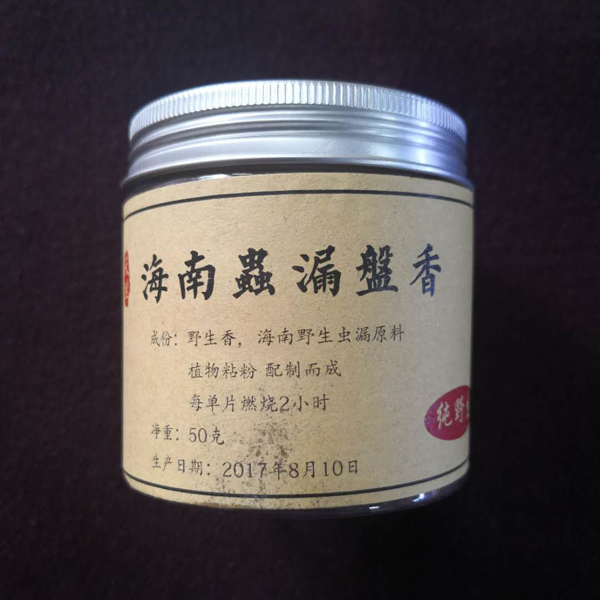 海南蟲漏盤香
成份：野生香，海南野生虫漏原料
植物粘粉 配制而成
每单片燃烧2小时
净重：50克
生产日期：2017年8月10日
纯野